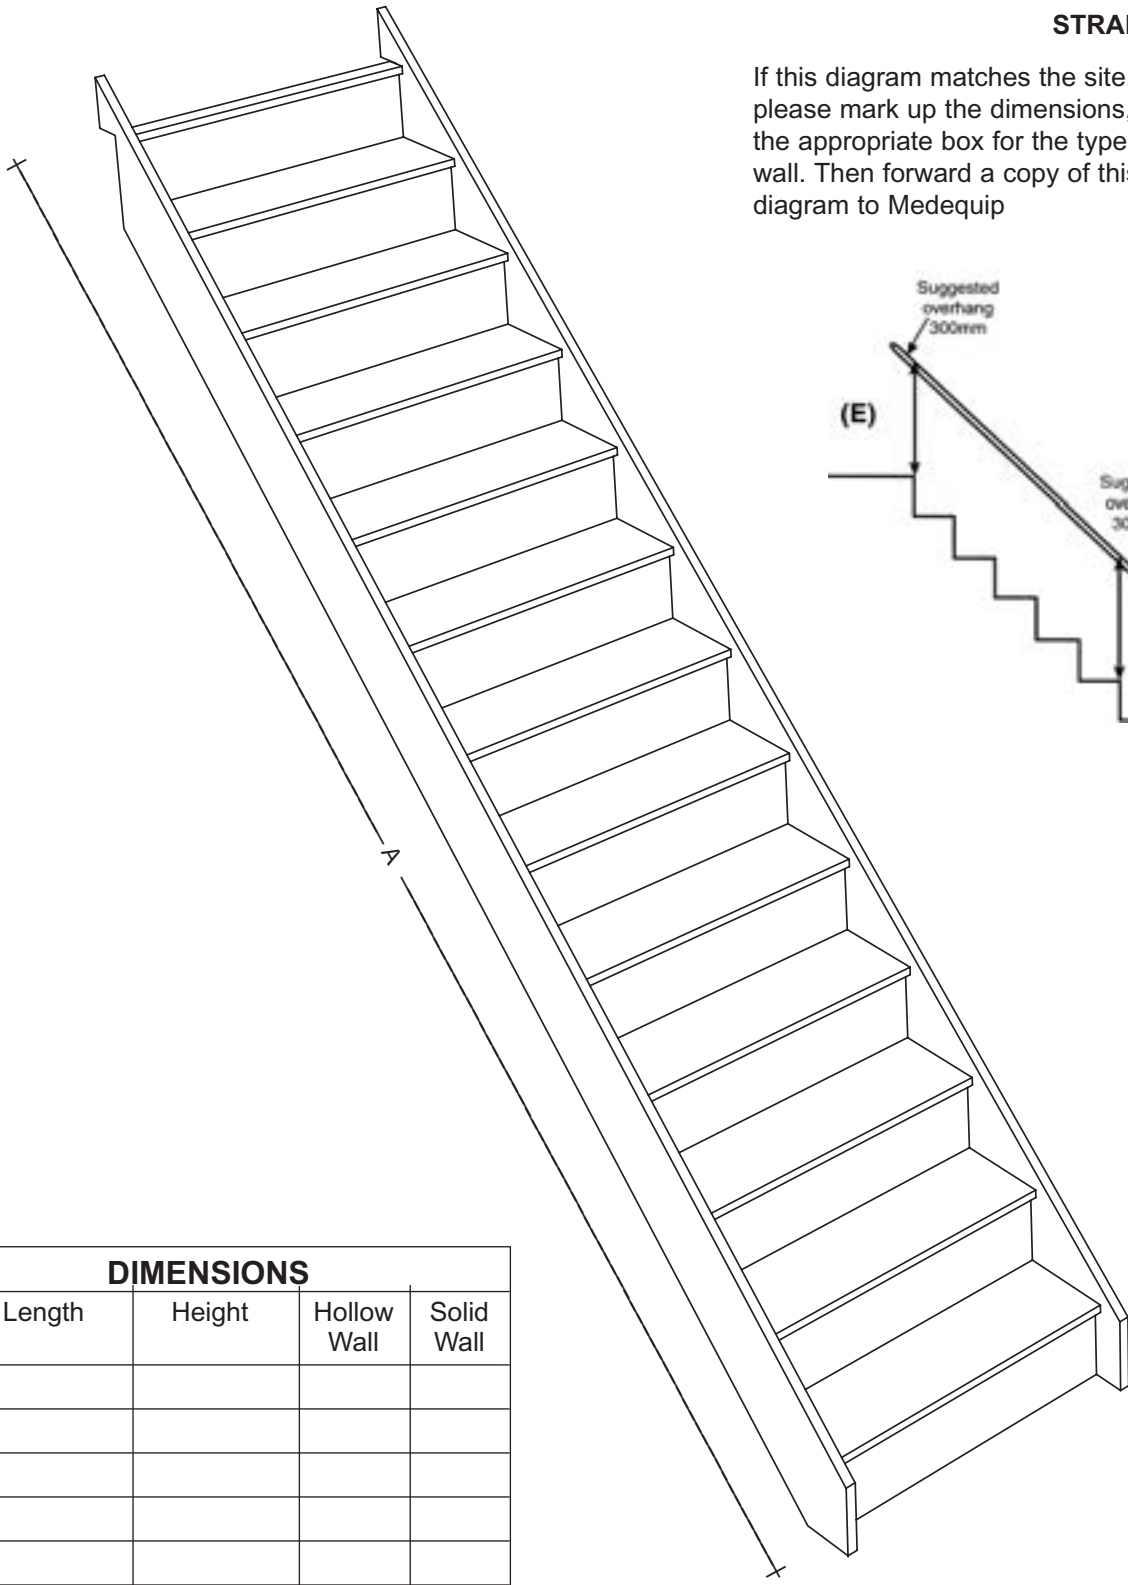 STRAI
If this diagram matches the site,
please mark up the dimensions,
the appropriate box for the type
wall. Then forward a copy of this
diagram to Medequip
Suggested
overhang
300mm
(E)
A
DIMENSIONS
Length Height Hollow Wall Solid Wall